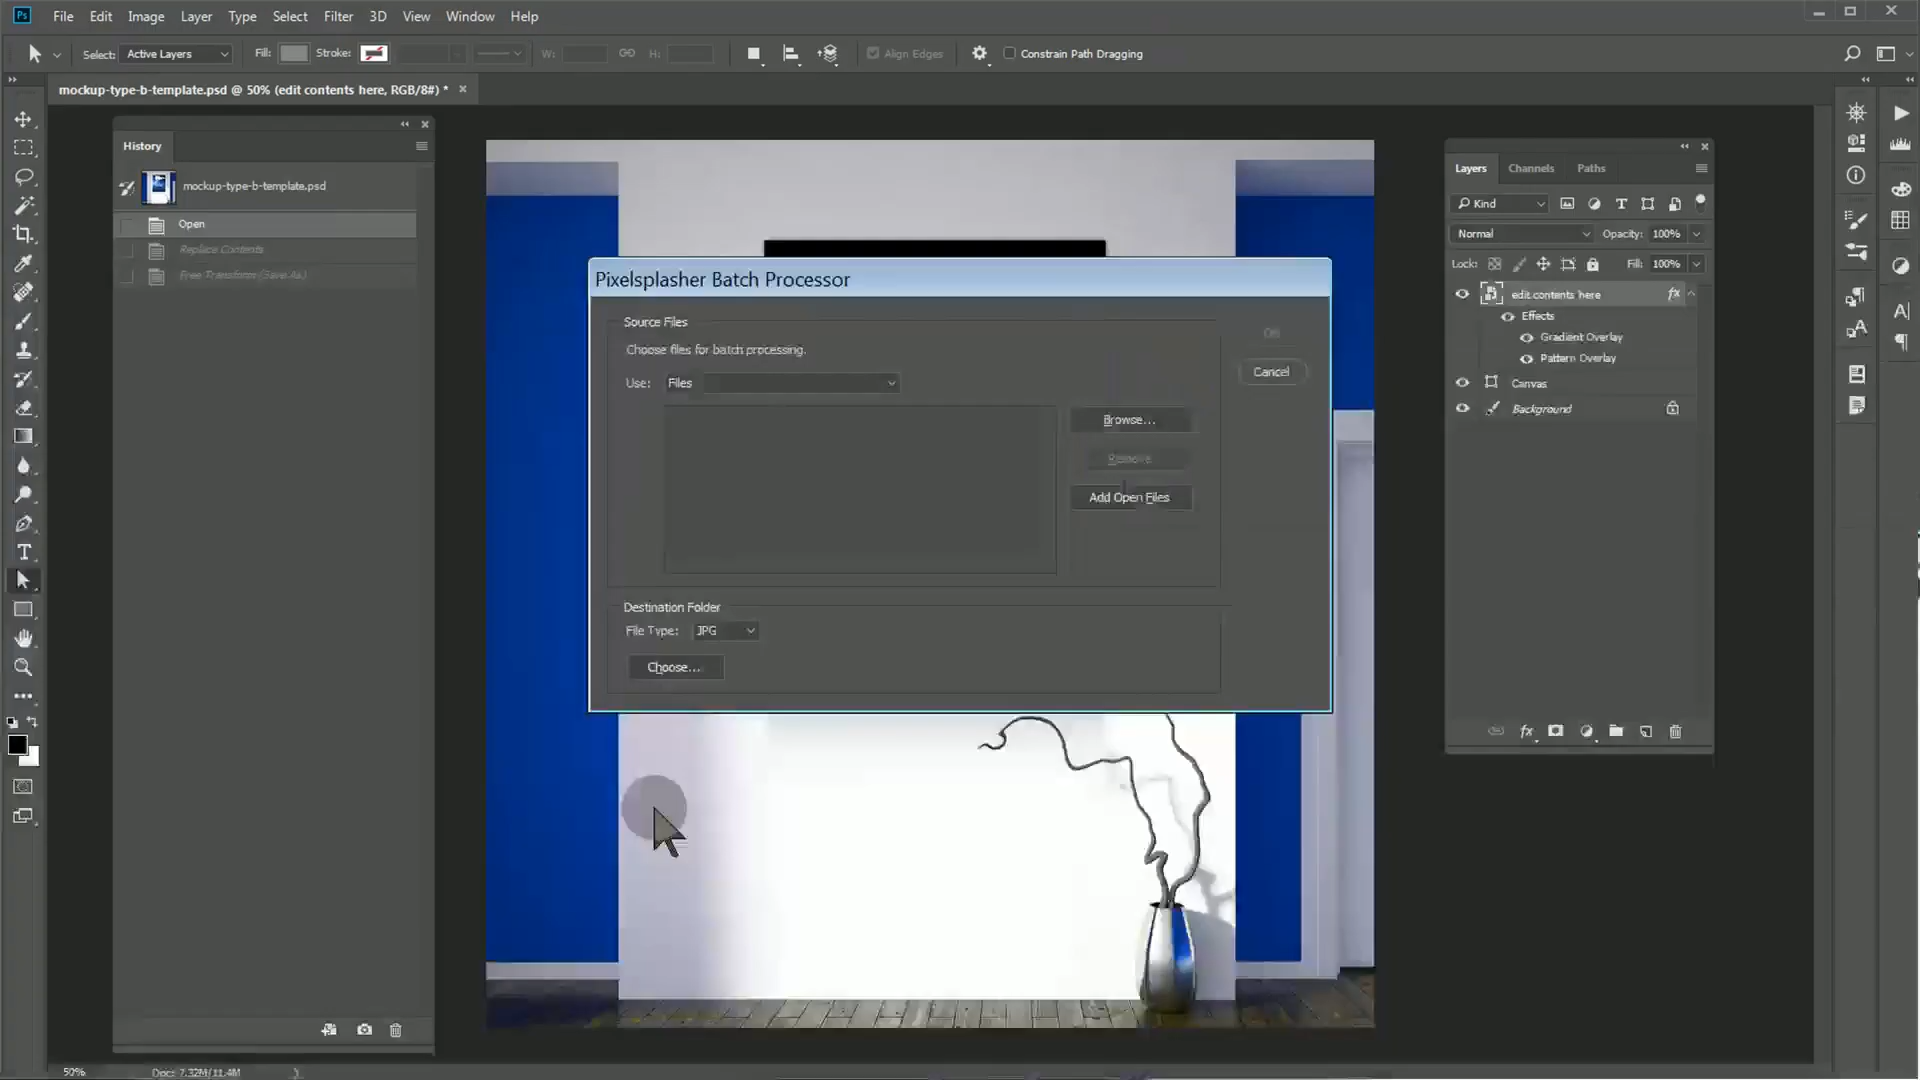 Ps File Edit Image Layer Type Select Filter 3D View Window Help
Select: Active Layers Fill: Stroke: W: H: Align Edges Constrain Path Dragging
mockup-type-b-template.psd @ 50% (edit contents here, RGB/8#) * ×
History
mockup-type-b-template.psd
Open
Replace Contents
Free Transform (Save As)
Pixelsplasher Batch Processor
Source Files
Choose files for batch processing.
Use: Files
OK
Cancel
Browse...
Remove
Add Open Files
Destination Folder
File Type: JPG
Choose...
Layers Channels Paths
Kind
Normal Opacity: 100%
Lock: Fill: 100%
edit contents here fx
Effects
Gradient Overlay
Pattern Overlay
Canvas
Background
fx
50% Doc: 7.32M/11.4M